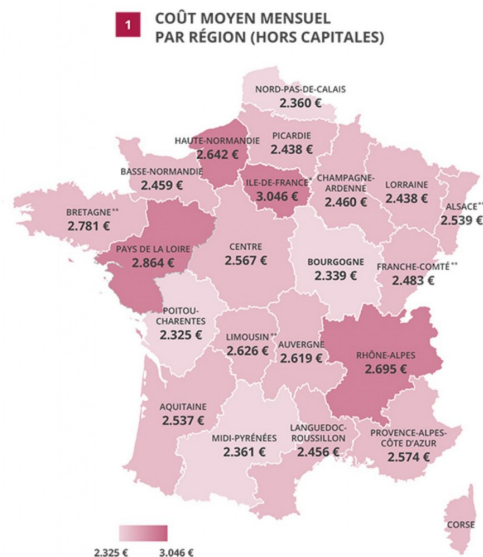 1
COÛT MOYEN MENSUEL
PAR RÉGION (HORS CAPITALES)
NORD-PAS-DE-CALAIS
2.360 €
HAUTE-NORMANDIE
2.642 €
PICARDIE
2.438 €
BASSE-NORMANDIE
2.459 €
ILE-DE-FRANCE*
3.046 €
CHAMPAGNE-
ARDENNE
2.460 €
LORRAINE
2.438 €
ALSACE**
2.539 €
BRETAGNE**
2.781 €
PAYS DE LA LOIRE
2.864 €
CENTRE
2.567 €
BOURGOGNE
2.339 €
FRANCHE-COMTÉ**
2.483 €
POITOU-
CHARENTES
2.325 €
LIMOUSIN**
2.626 €
AUVERGNE
2.619 €
RHÔNE-ALPES
2.695 €
AQUITAINE
2.537 €
MIDI-PYRÉNÉES
2.361 €
LANGUEDOC-
ROUSSILLON
2.456 €
PROVENCE-ALPES-
CÔTE D'AZUR
2.574 €
CORSE
2.325 €
3.046 €